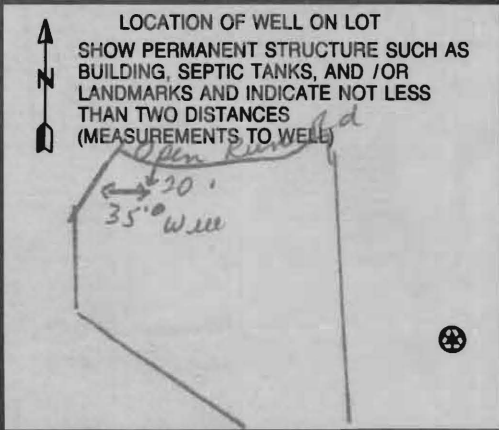 LOCATION OF WELL ON LOT
SHOW PERMANENT STRUCTURE SUCH AS
N
BUILDING, SEPTIC TANKS, AND /OR
LANDMARKS AND INDICATE NOT LESS
THAN TWO DISTANCES
(MEASUREMENTS TO WELL)
Open Run Rd
20'
35' Well